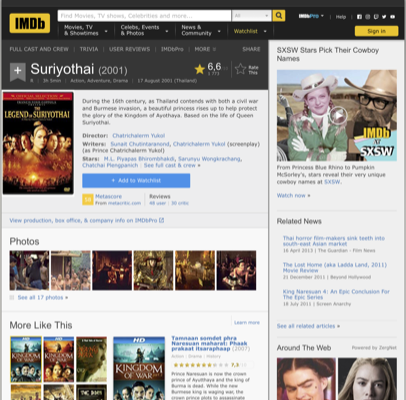 IMDb
Find Movies, TV shows, Celebrities and more...
All
IMDbPro
Help
Movies, TV
& Showtimes
Celebs, Events
& Photos
News &
Community
Watchlist
Sign in
FULL CAST AND CREW
TRIVIA
USER REVIEWS
IMDbPro
MORE
SHARE
Suriyothai (2001)
6,6
Rate
This
3h 5min
Action, Adventure, Drama
17 August 2001 (Thailand)
THE
LEGEND OF SURIYOTHAI
During the 16th century, as Thailand contends with both a civil war
and Burmese invasion, a beautiful princess rises up to help protect
the glory of the Kingdom of Ayothaya. Based on the life of Queen
Suriyothai.
Director: Chatrichalerm Yukol
Writers: Sunait Chutintaranond, Chatrichalerm Yukol (screenplay)
(as Prince Chatrichalerm Yukol)
Stars: M.L. Piyapas Bhirombhakdi, Sarunyu Wongkrachang,
Chatchai Plengpanich | See full cast & crew »
+ Add to Watchlist
Metascore
From metacritic.com
Reviews
View production, box office, & company info on IMDbPro
Photos
See all 17 photos »
More Like This
Learn more
KINGDOM
OF WAR
HD
KINGDOM
OF WAR
Tamnaan somdet phra
Naresuan maharat: Phaak
prakaat itsaraphaap (2007)
Action | Drama | History
Naresuan is now the crown
prince of Ayutthaya and the king of
Burma is dead. While the new
Burmese king is waging war, the
crown prince plots to assassinate
SXSW Stars Pick Their Cowboy
Names
IMDb
AT
SXSW
From Princess Blue Rhino to Pumpkin
McSorley's, stars reveal their very unique
cowboy names at SXSW.
Watch now »
Related News
Thai horror film-makers sink teeth into
south-east Asian market
16 April 2013 | The Guardian - Film News
The Lost Home (aka Ladda Land, 2011)
Movie Review
21 December 2011 | Beyond Hollywood
King Naresuan 4: An Epic Conclusion For
The Epic Series
18 July 2011 | Screen Anarchy
See all related articles »
Around The Web
Powered by ZergNet